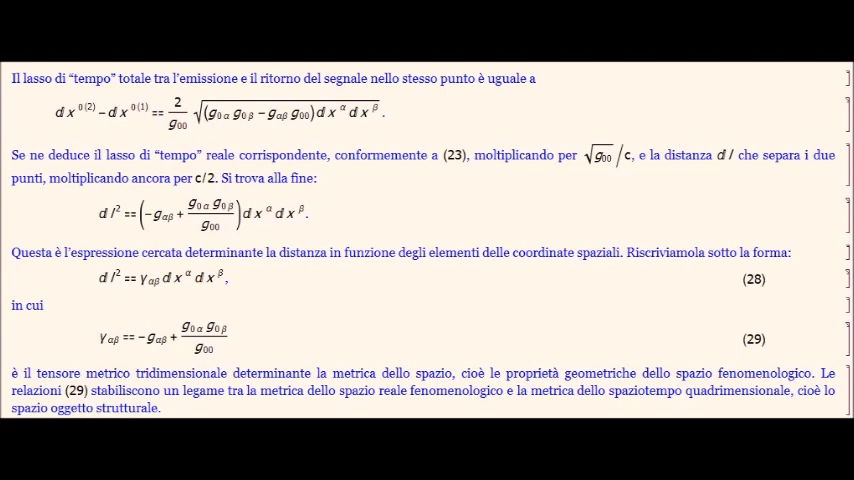 Il lasso di “tempo” totale tra l’emissione e il ritorno del segnale nello stesso punto è uguale a
ⅆx⁰⁽²⁾ − ⅆx⁰⁽¹⁾ == 2/g₀₀ √((g₀α g₀β − gαβ g₀₀) ⅆx^α ⅆx^β) .
Se ne deduce il lasso di “tempo” reale corrispondente, conformemente a (23), moltiplicando per √g₀₀ /c, e la distanza ⅆl che separa i due
punti, moltiplicando ancora per c/2. Si trova alla fine:
ⅆl² == (−gαβ + g₀α g₀β / g₀₀) ⅆx^α ⅆx^β.
Questa è l’espressione cercata determinante la distanza in funzione degli elementi delle coordinate spaziali. Riscriviamola sotto la forma:
ⅆl² == γαβ ⅆx^α ⅆx^β, (28)
in cui
γαβ == −gαβ + g₀α g₀β / g₀₀ (29)
è il tensore metrico tridimensionale determinante la metrica dello spazio, cioè le proprietà geometriche dello spazio fenomenologico. Le
relazioni (29) stabiliscono un legame tra la metrica dello spazio reale fenomenologico e la metrica dello spaziotempo quadrimensionale, cioè lo
spazio oggetto strutturale.